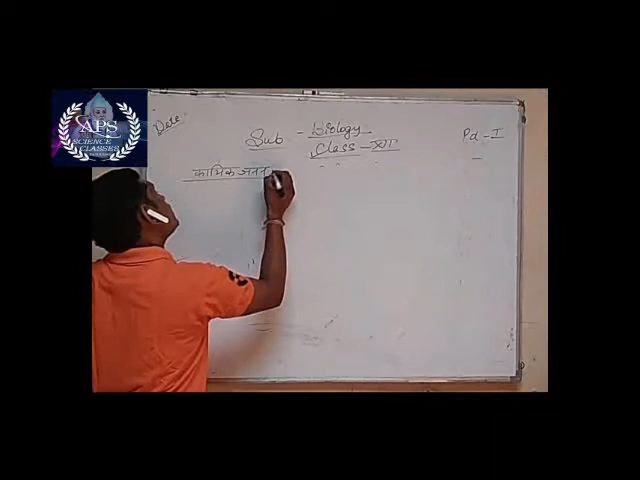 APS
SCIENCE
CLASSES
Date
Sub - Biology
Pd - I
Class - XII
कायिक जनन